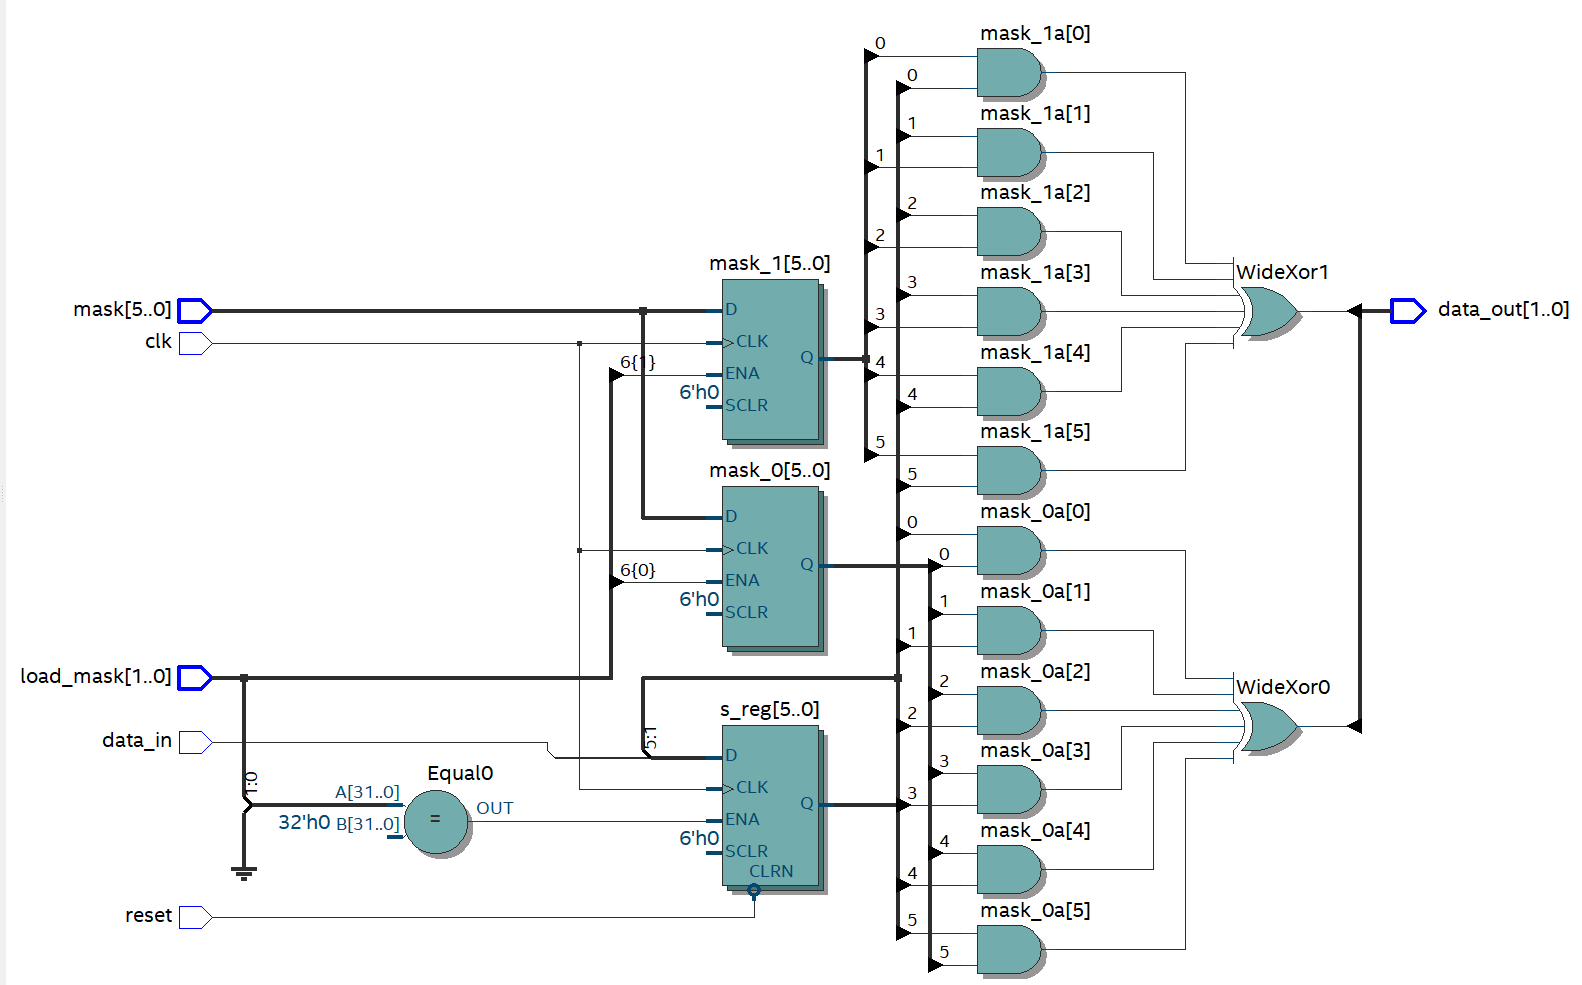 mask_1a[0]
0
0
mask_1a[1]
1
1
mask_1a[2]
2
2
mask_1a[3]
3
3
mask_1a[4]
4
4
mask_1a[5]
5
5
WideXor1
data_out[1..0]
mask[5..0]
clk
mask_1[5..0]
D
CLK
6{1}
ENA
6'h0
SCLR
Q
mask_0[5..0]
D
CLK
6{0}
ENA
6'h0
SCLR
Q
mask_0a[0]
0
0
mask_0a[1]
1
1
mask_0a[2]
2
2
mask_0a[3]
3
3
mask_0a[4]
4
4
mask_0a[5]
5
5
WideXor0
load_mask[1..0]
data_in
1:0
Equal0
A[31..0]
32'h0 B[31..0]
=
OUT
s_reg[5..0]
5:1
D
CLK
ENA
6'h0
SCLR
CLRN
Q
reset